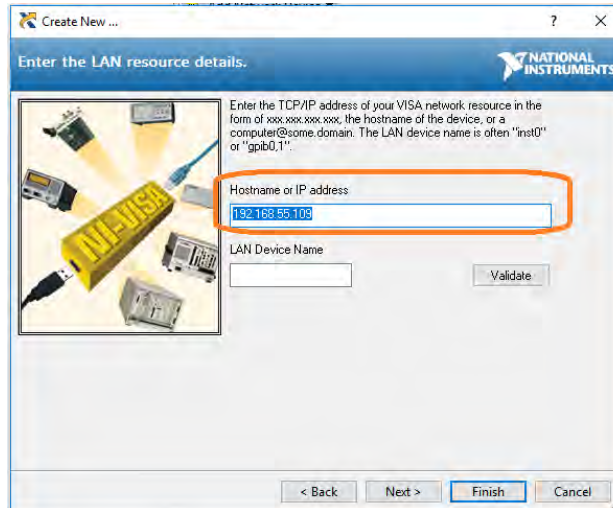 Create New ...
Enter the LAN resource details.
NATIONAL
INSTRUMENTS
Enter the TCP/IP address of your VISA network resource in the
form of xxx.xxx.xxx.xxx, the hostname of the device, or a
computer@some.domain. The LAN device name is often "inst0"
or "gpib0,1".
Hostname or IP address
192.168.55.109
LAN Device Name
Validate
NI-VISA
< Back
Next >
Finish
Cancel